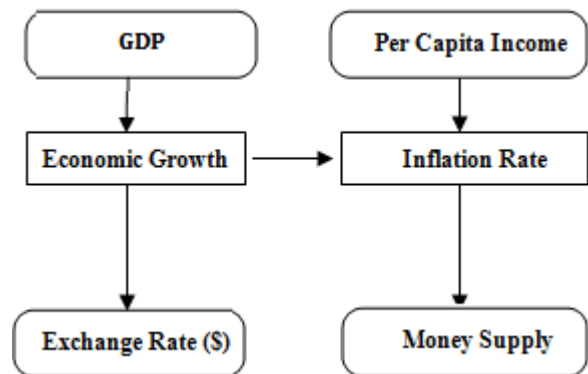 GDP
Per Capita Income
Economic Growth
Inflation Rate
Exchange Rate ($)
Money Supply